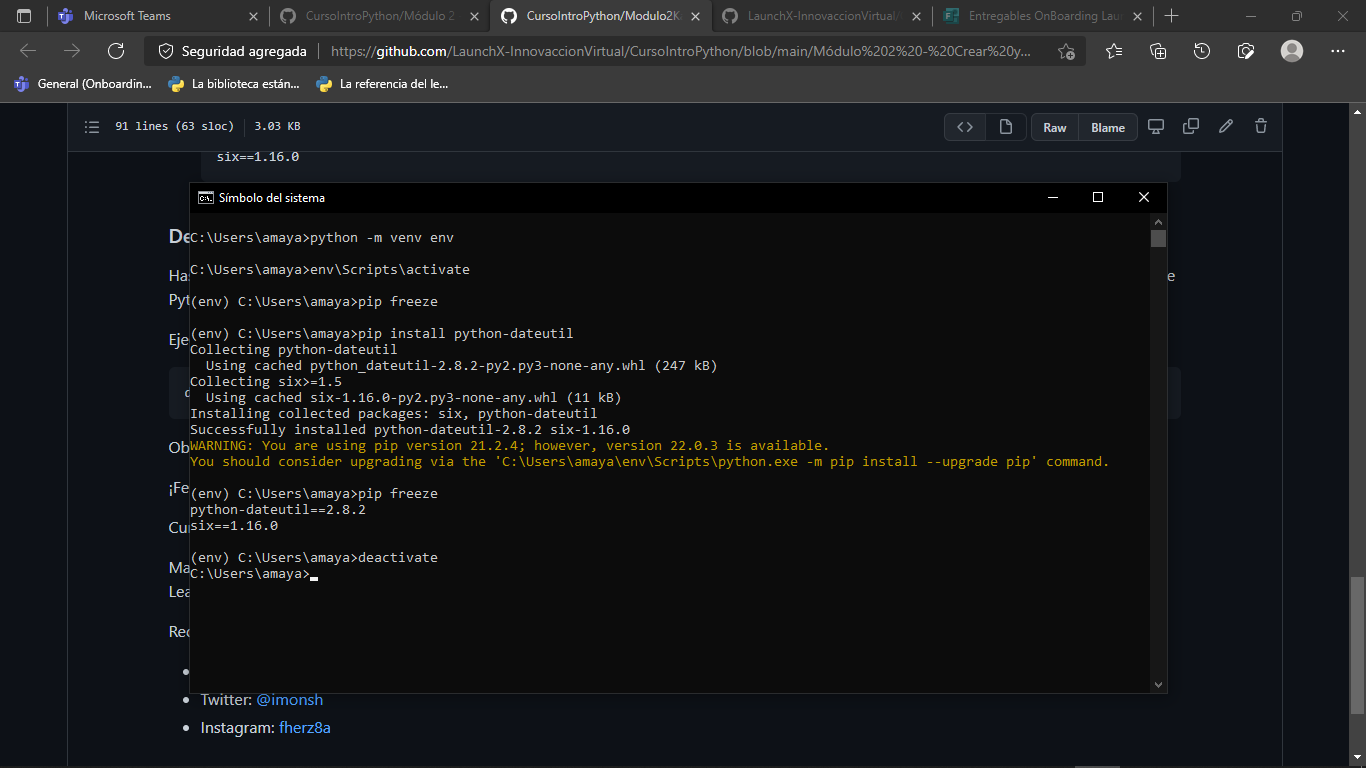 Microsoft Teams
CursoIntroPython/Módulo 2
CursoIntroPython/Modulo2K
LaunchX-InnovaccionVirtual/
Entregables OnBoarding Lau
Seguridad agregada
https://github.com/LaunchX-InnovaccionVirtual/CursoIntroPython/blob/main/Módulo%202%20-%20Crear%20y...
General (Onboardin...
La biblioteca están...
La referencia del le...
91 lines (63 sloc)
3.03 KB
Raw
Blame
six==1.16.0
Símbolo del sistema
De
C:\Users\amaya>python -m venv env
C:\Users\amaya>env\Scripts\activate
Ha
e
Pyt
(env) C:\Users\amaya>pip freeze
Eje
(env) C:\Users\amaya>pip install python-dateutil
Collecting python-dateutil
Using cached python_dateutil-2.8.2-py2.py3-none-any.whl (247 kB)
Collecting six>=1.5
Using cached six-1.16.0-py2.py3-none-any.whl (11 kB)
Installing collected packages: six, python-dateutil
Successfully installed python-dateutil-2.8.2 six-1.16.0
Ob
WARNING: You are using pip version 21.2.4; however, version 22.0.3 is available.
You should consider upgrading via the 'C:\Users\amaya\env\Scripts\python.exe -m pip install --upgrade pip' command.
¡Fe
(env) C:\Users\amaya>pip freeze
python-dateutil==2.8.2
Cur
six==1.16.0
(env) C:\Users\amaya>deactivate
Ma
C:\Users\amaya>
Lea
Rec
Twitter: @imonsh
Instagram: fherz8a